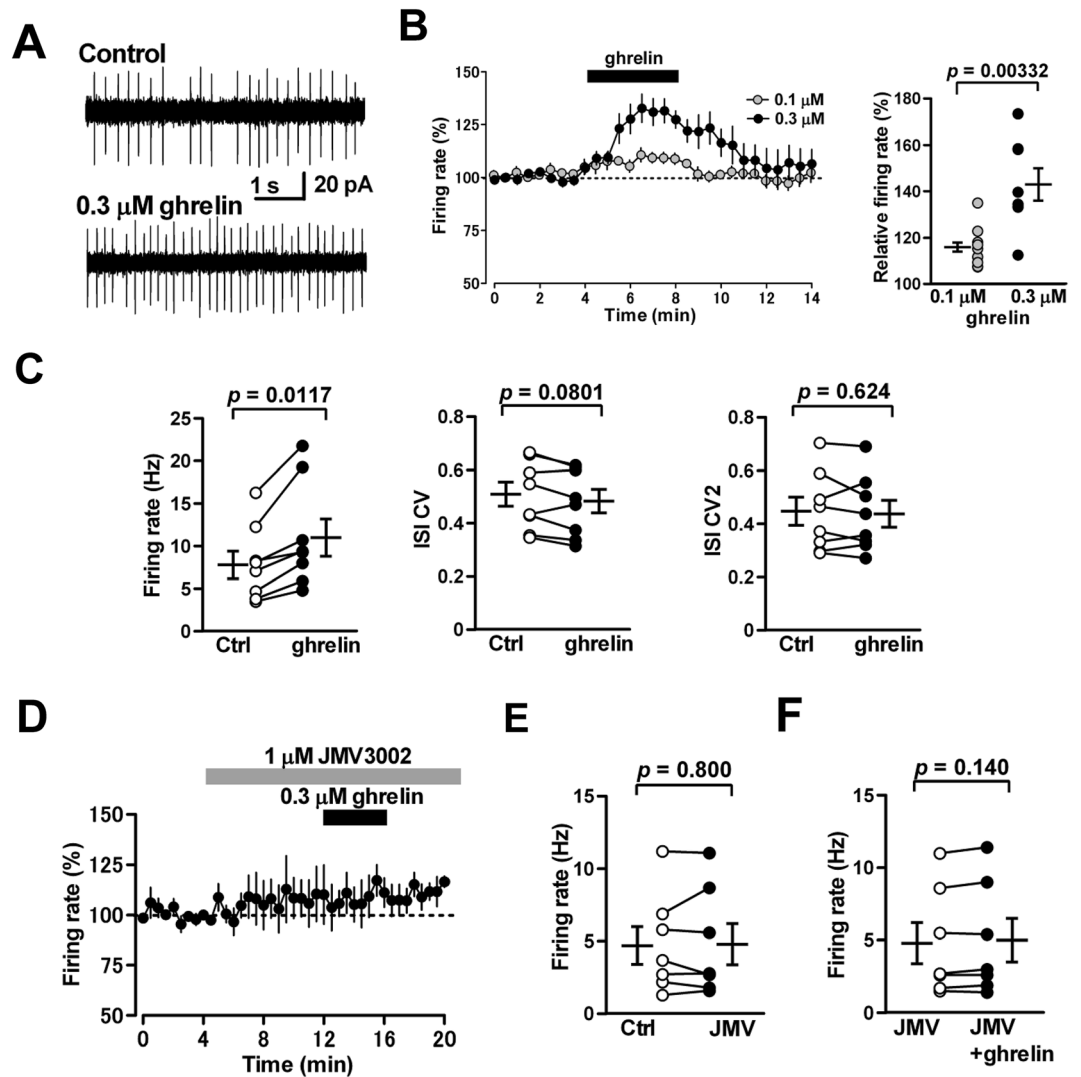 A
Control
1 s
20 pA
0.3 μM ghrelin
B
ghrelin
150
125
100
75
50
Firing rate (%)
0.1 μM
0.3 μM
0 2 4 6 8 10 12 14
Time (min)
p = 0.00332
180
160
140
120
100
Relative firing rate (%)
0.1 μM 0.3 μM
ghrelin
C
p = 0.0117
25
20
15
10
5
0
Firing rate (Hz)
Ctrl ghrelin
p = 0.0801
0.8
0.6
0.4
0.2
0
ISI CV
Ctrl ghrelin
p = 0.624
0.8
0.6
0.4
0.2
0
ISI CV2
Ctrl ghrelin
D
1 μM JMV3002
0.3 μM ghrelin
150
125
100
75
50
Firing rate (%)
0 4 8 12 16 20
Time (min)
E
p = 0.800
15
10
5
0
Firing rate (Hz)
Ctrl JMV
F
p = 0.140
15
10
5
0
Firing rate (Hz)
JMV JMV
+ghrelin